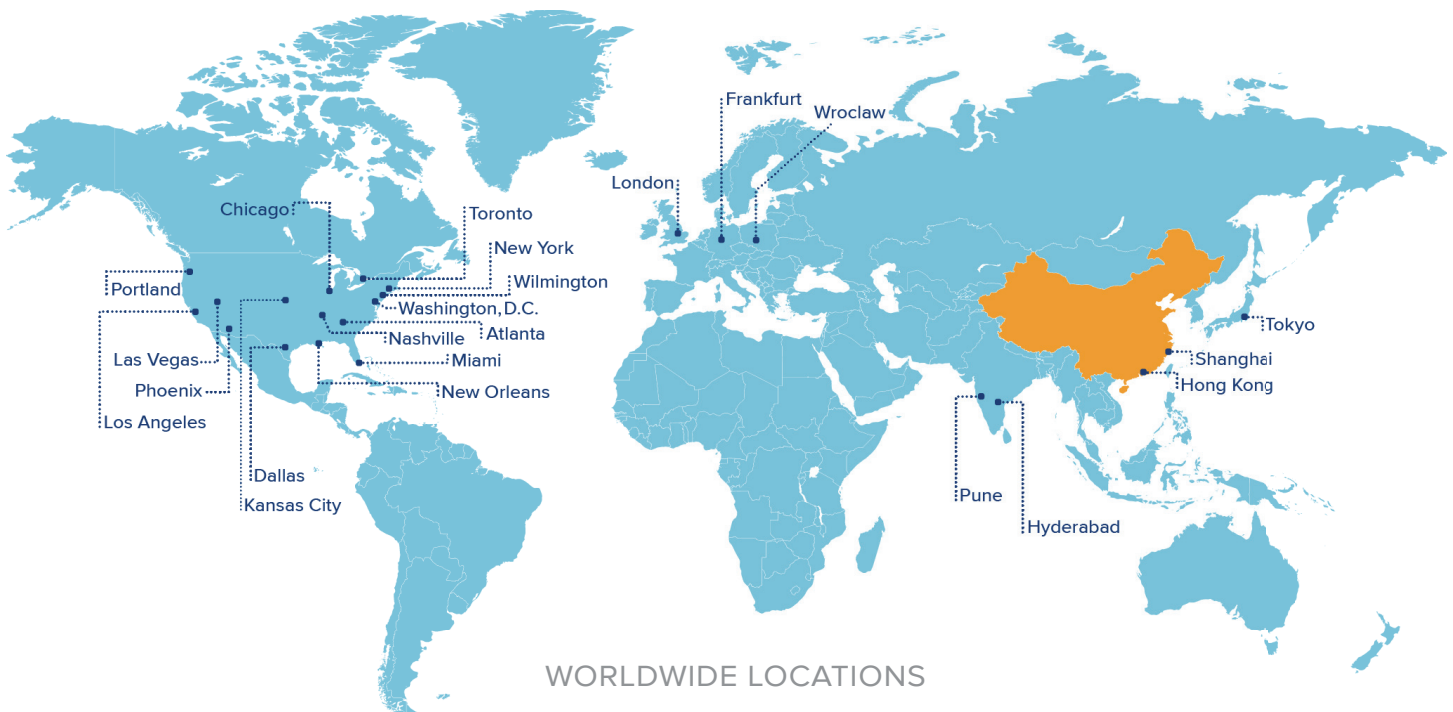 Frankfurt
Wroclaw
London
Chicago
Toronto
New York
Wilmington
Portland
Washington, D.C.
Atlanta
Nashville
Las Vegas
Miami
Phoenix
New Orleans
Los Angeles
Dallas
Kansas City
Tokyo
Shanghai
Hong Kong
Pune
Hyderabad
WORLDWIDE LOCATIONS